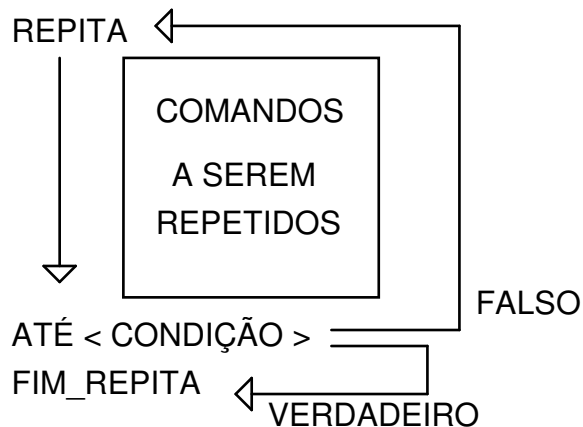 REPITA
COMANDOS
A SEREM
REPETIDOS
FALSO
ATÉ < CONDIÇÃO >
FIM_REPITA
VERDADEIRO